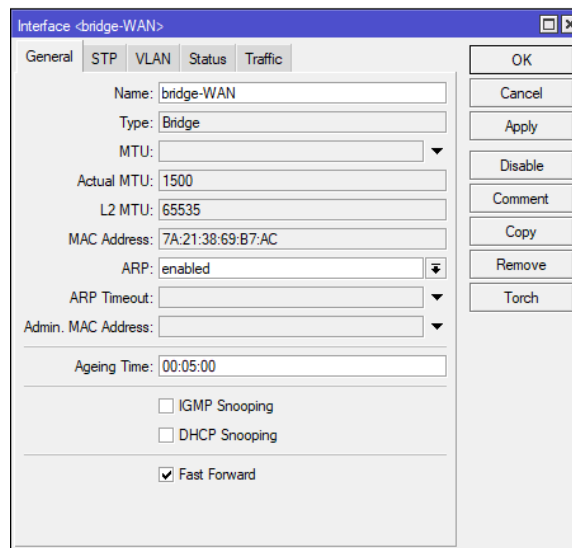 Interface <bridge-WAN>
General STP VLAN Status Traffic
Name: bridge-WAN
Type: Bridge
MTU:
Actual MTU: 1500
L2 MTU: 65535
MAC Address: 7A:21:38:69:B7:AC
ARP: enabled
ARP Timeout:
Admin. MAC Address:
Ageing Time: 00:05:00
IGMP Snooping
DHCP Snooping
Fast Forward
OK
Cancel
Apply
Disable
Comment
Copy
Remove
Torch